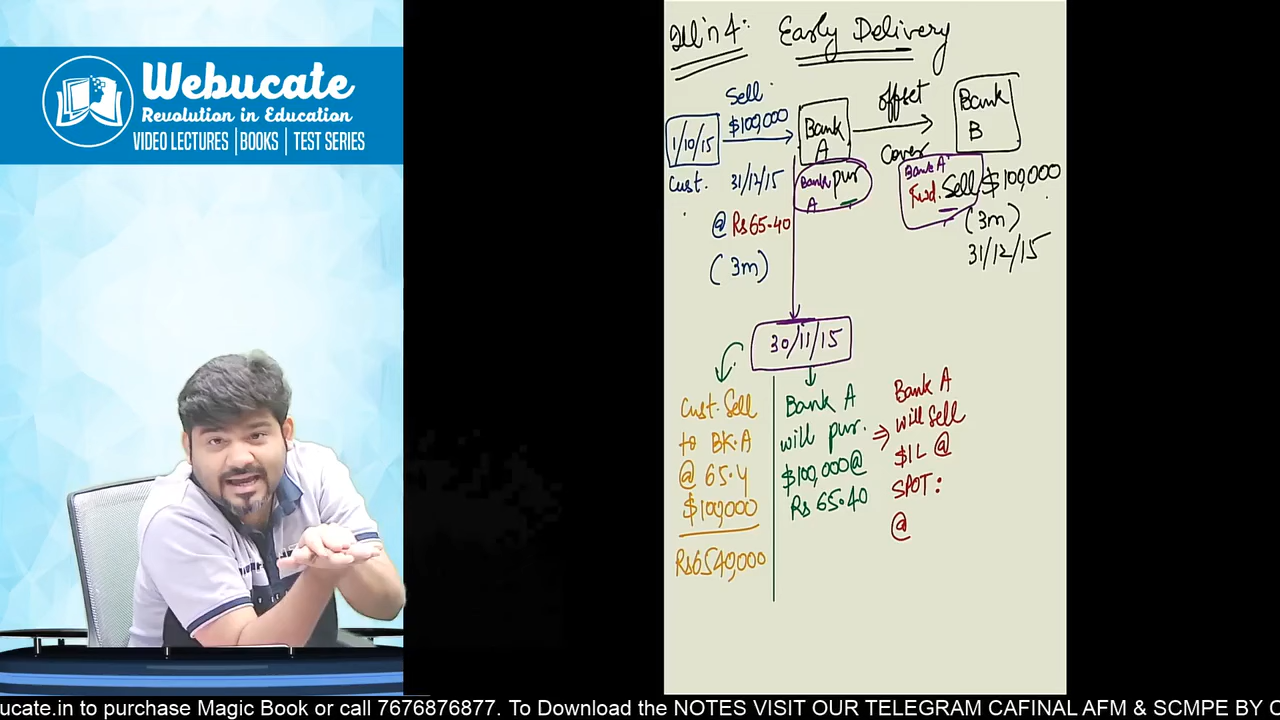 Webucate
Revolution in Education
VIDEO LECTURES | BOOKS | TEST SERIES
Ill'n 4: Early Delivery
1/10/15
Cust.
Sell
$100,000
31/12/15
@ Rs 65.40
(3m)
Bank
A
Bank A pur
offset
Cover
Bank
B
Bank A
Fwd. Sell $100,000
(3m)
31/12/15
30/11/15
Cust. Sell
to BK.A
@ 65.4
$100,000
Rs 6540,000
Bank A
will pur.
$100,000@
Rs 65.40
⇒ Bank A
will Sell
$1L @
SPOT:
@
ucate.in to purchase Magic Book or call 7676876877. To Download the NOTES VISIT OUR TELEGRAM CAFINAL AFM & SCMPE BY C